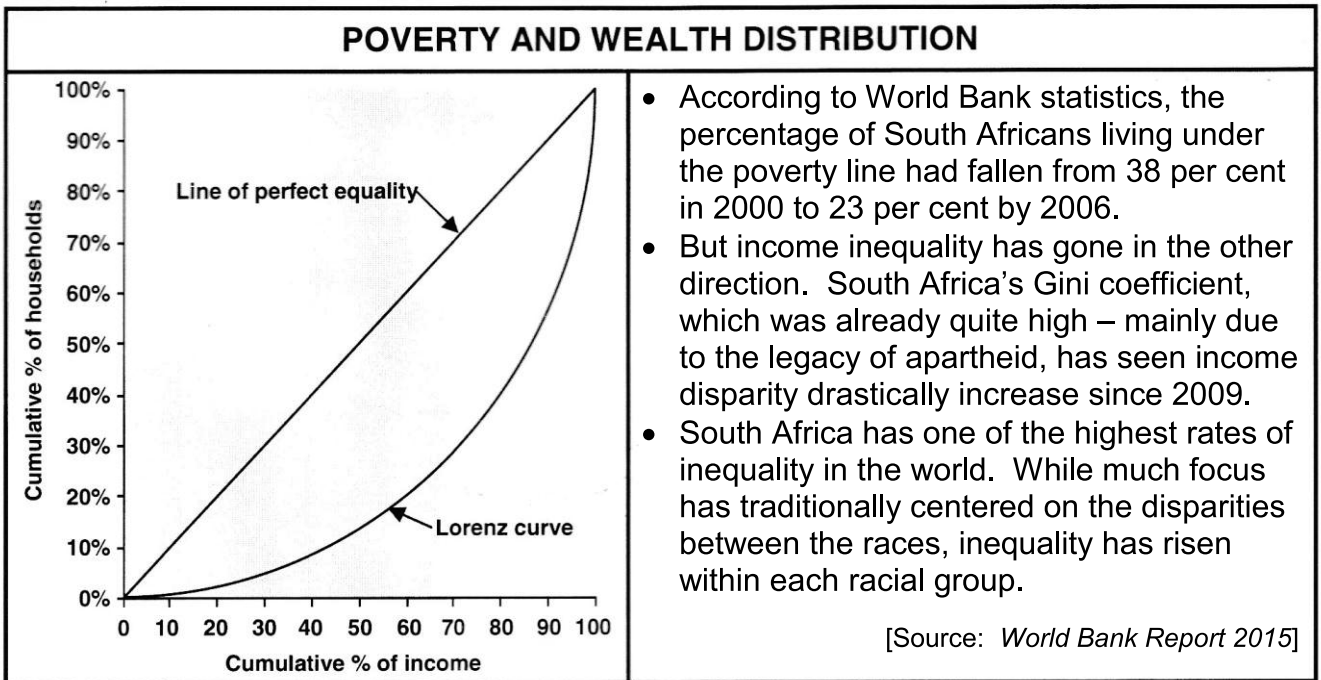 POVERTY AND WEALTH DISTRIBUTION
100%
90%
80%
70%
60%
50%
40%
30%
20%
10%
0%
Cumulative % of households
Line of perfect equality
Lorenz curve
0 10 20 30 40 50 60 70 80 90 100
Cumulative % of income
• According to World Bank statistics, the
percentage of South Africans living under
the poverty line had fallen from 38 per cent
in 2000 to 23 per cent by 2006.
• But income inequality has gone in the other
direction. South Africa's Gini coefficient,
which was already quite high – mainly due
to the legacy of apartheid, has seen income
disparity drastically increase since 2009.
• South Africa has one of the highest rates of
inequality in the world. While much focus
has traditionally centered on the disparities
between the races, inequality has risen
within each racial group.
[Source: World Bank Report 2015]